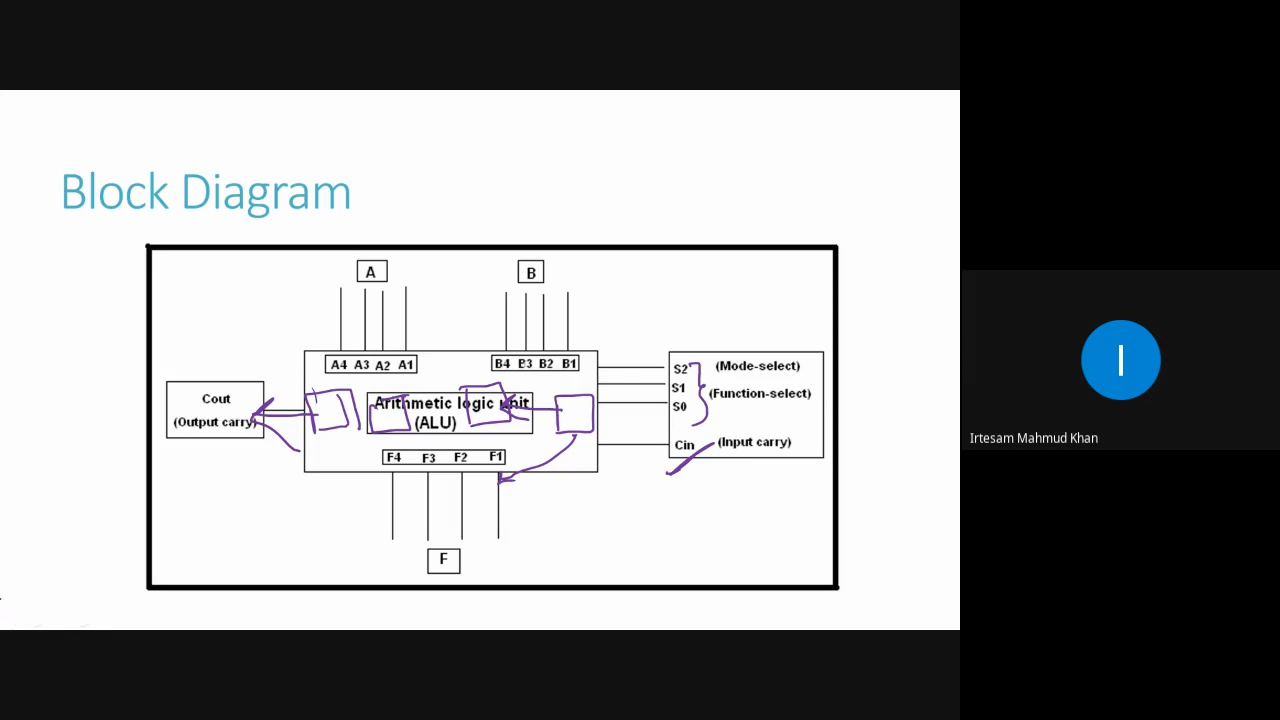 Block Diagram
A
B
A4 A3 A2 A1
B4 B3 B2 B1
S2 (Mode-select)
S1 (Function-select)
S0
Cin (Input carry)
Cout
(Output carry)
Arithmetic logic unit
(ALU)
F4 F3 F2 F1
F
I
Irtesam Mahmud Khan